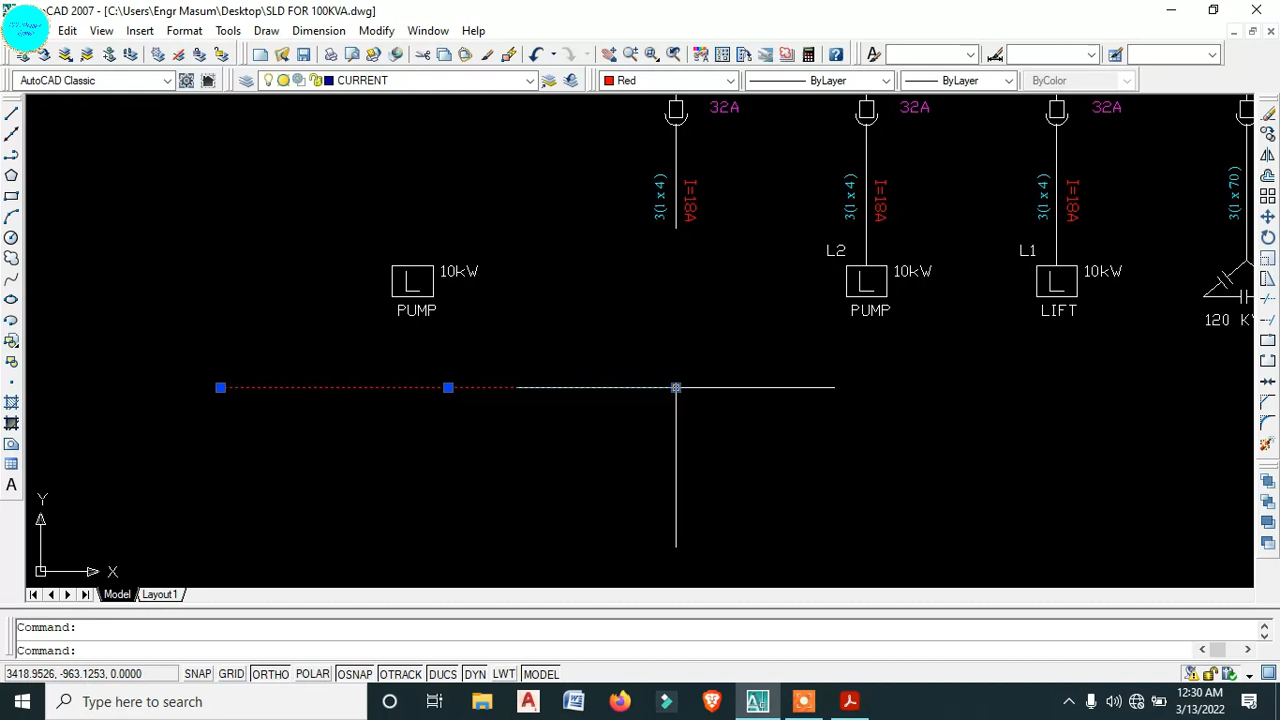 AutoCAD 2007 - [C:\Users\Engr Masum\Desktop\SLD FOR 100KVA.dwg]
Edit View Insert Format Tools Draw Dimension Modify Window Help
AutoCAD Classic CURRENT Red ByLayer ByLayer ByColor
32A 32A 32A
3(1 x 4) I=18A 3(1 x 4) I=18A 3(1 x 4) I=18A 3(1 x 70)
L2 L1
L 10kW L 10kW L 10kW
PUMP PUMP LIFT
120 K
Y
X
Model Layout1
Command:
Command:
3418.9526, -963.1253, 0.0000 SNAP GRID ORTHO POLAR OSNAP OTRACK DUCS DYN LWT MODEL
Type here to search
12:30 AM
3/13/2022